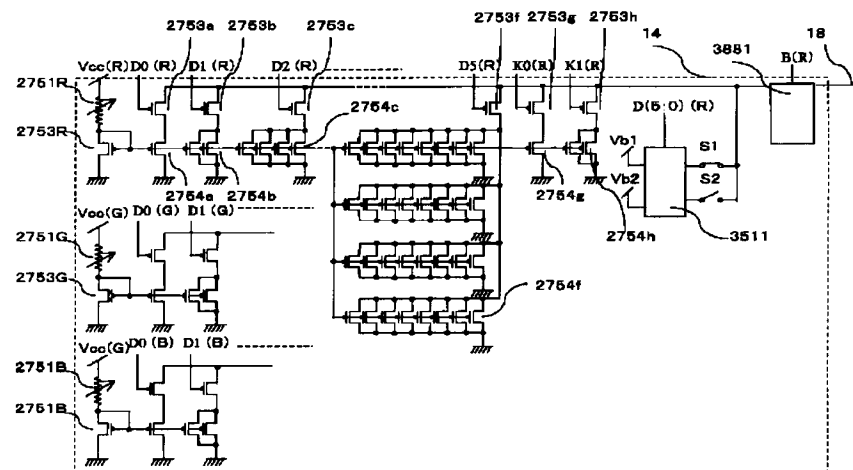 2753a 2753b 2753c 2753f 2753g 2753h
14 3881 18
Vcc(R) D0(R) D1(R) D2(R) D5(R) K0(R) K1(R) B(R)
2751R
2754c
D(5:0)(R)
2753R
Vb1 S1
Vb2 S2
2754a 2754b 2754g
2754h 3511
Vcc(G) D0(G) D1(G)
2751G
2753G
2754f
Vcc(G) D0(B) D1(B)
2751B
2751B